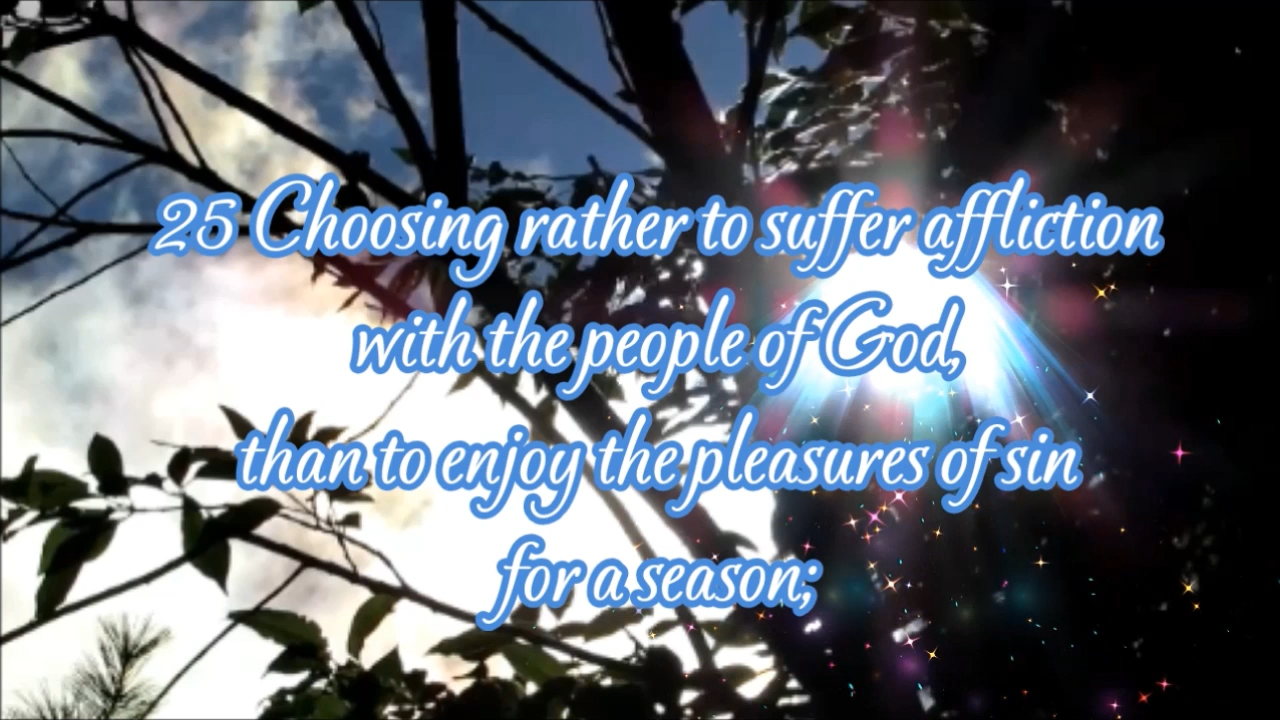 25 Choosing rather to suffer affliction
with the people of God,
than to enjoy the pleasures of sin
for a season;